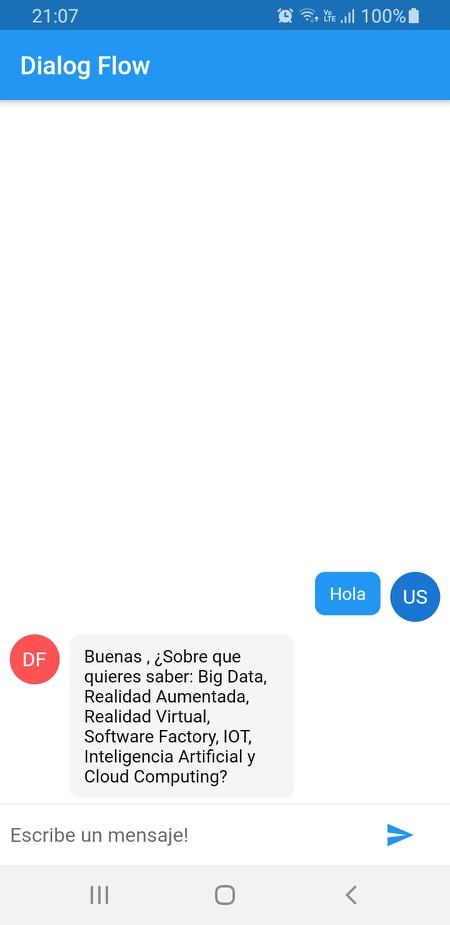 21:07
Vo
LTE
100%
Dialog Flow
Hola
US
DF
Buenas , ¿Sobre que
quieres saber: Big Data,
Realidad Aumentada,
Realidad Virtual,
Software Factory, IOT,
Inteligencia Artificial y
Cloud Computing?
Escribe un mensaje!